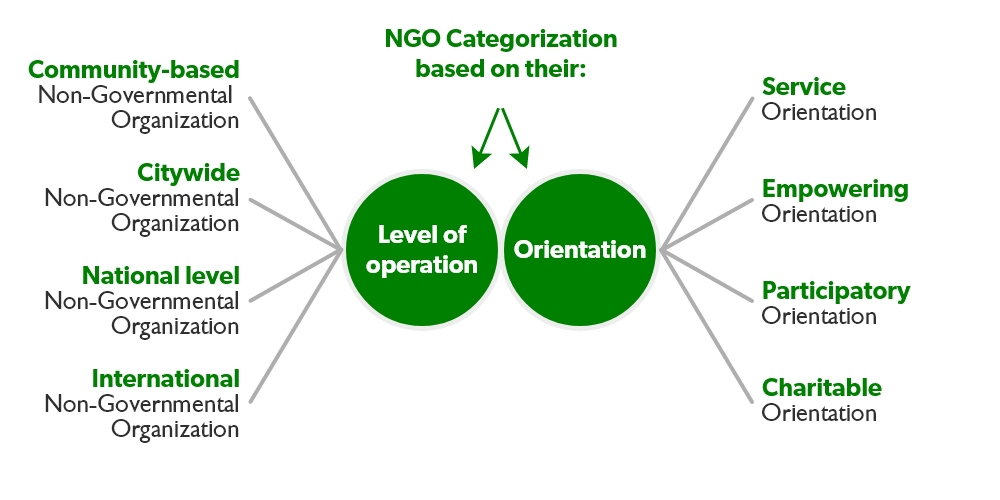 NGO Categorization
based on their:
Community-based
Non-Governmental
Organization
Citywide
Non-Governmental
Organization
National level
Non-Governmental
Organization
International
Non-Governmental
Organization
Level of
operation
Orientation
Service
Orientation
Empowering
Orientation
Participatory
Orientation
Charitable
Orientation